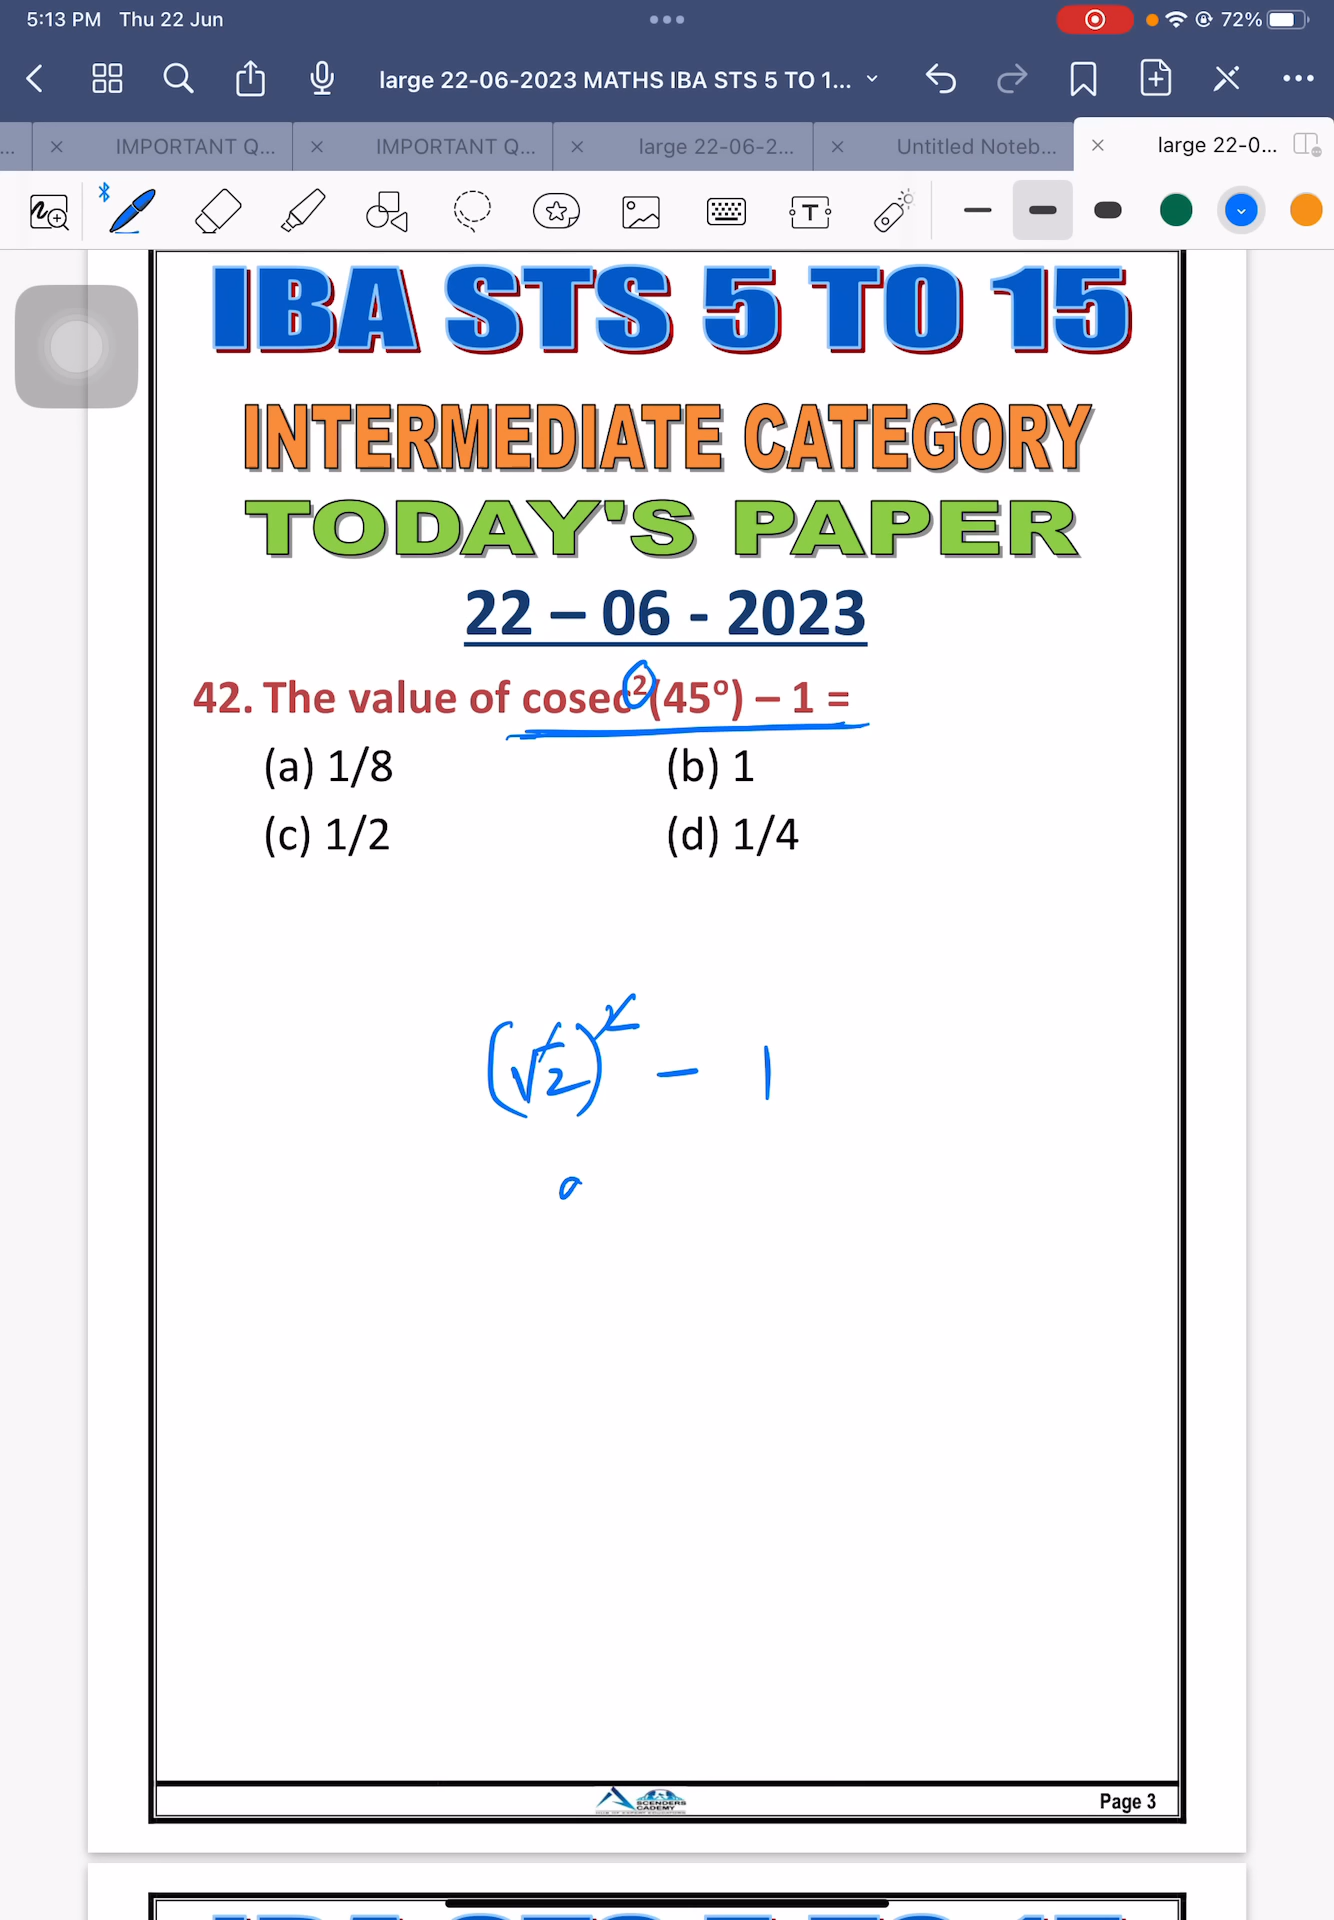 5:13 PM Thu 22 Jun
72%
large 22-06-2023 MATHS IBA STS 5 TO 1...
IMPORTANT Q... IMPORTANT Q... large 22-06-2... Untitled Noteb... large 22-0...
IBA STS 5 TO 15
INTERMEDIATE CATEGORY
TODAY'S PAPER
22 – 06 - 2023
42. The value of cosec²(45º) – 1 =
(a) 1/8 (b) 1
(c) 1/2 (d) 1/4
(√2)² – 1
SCENDERS
CADEMY
Page 3